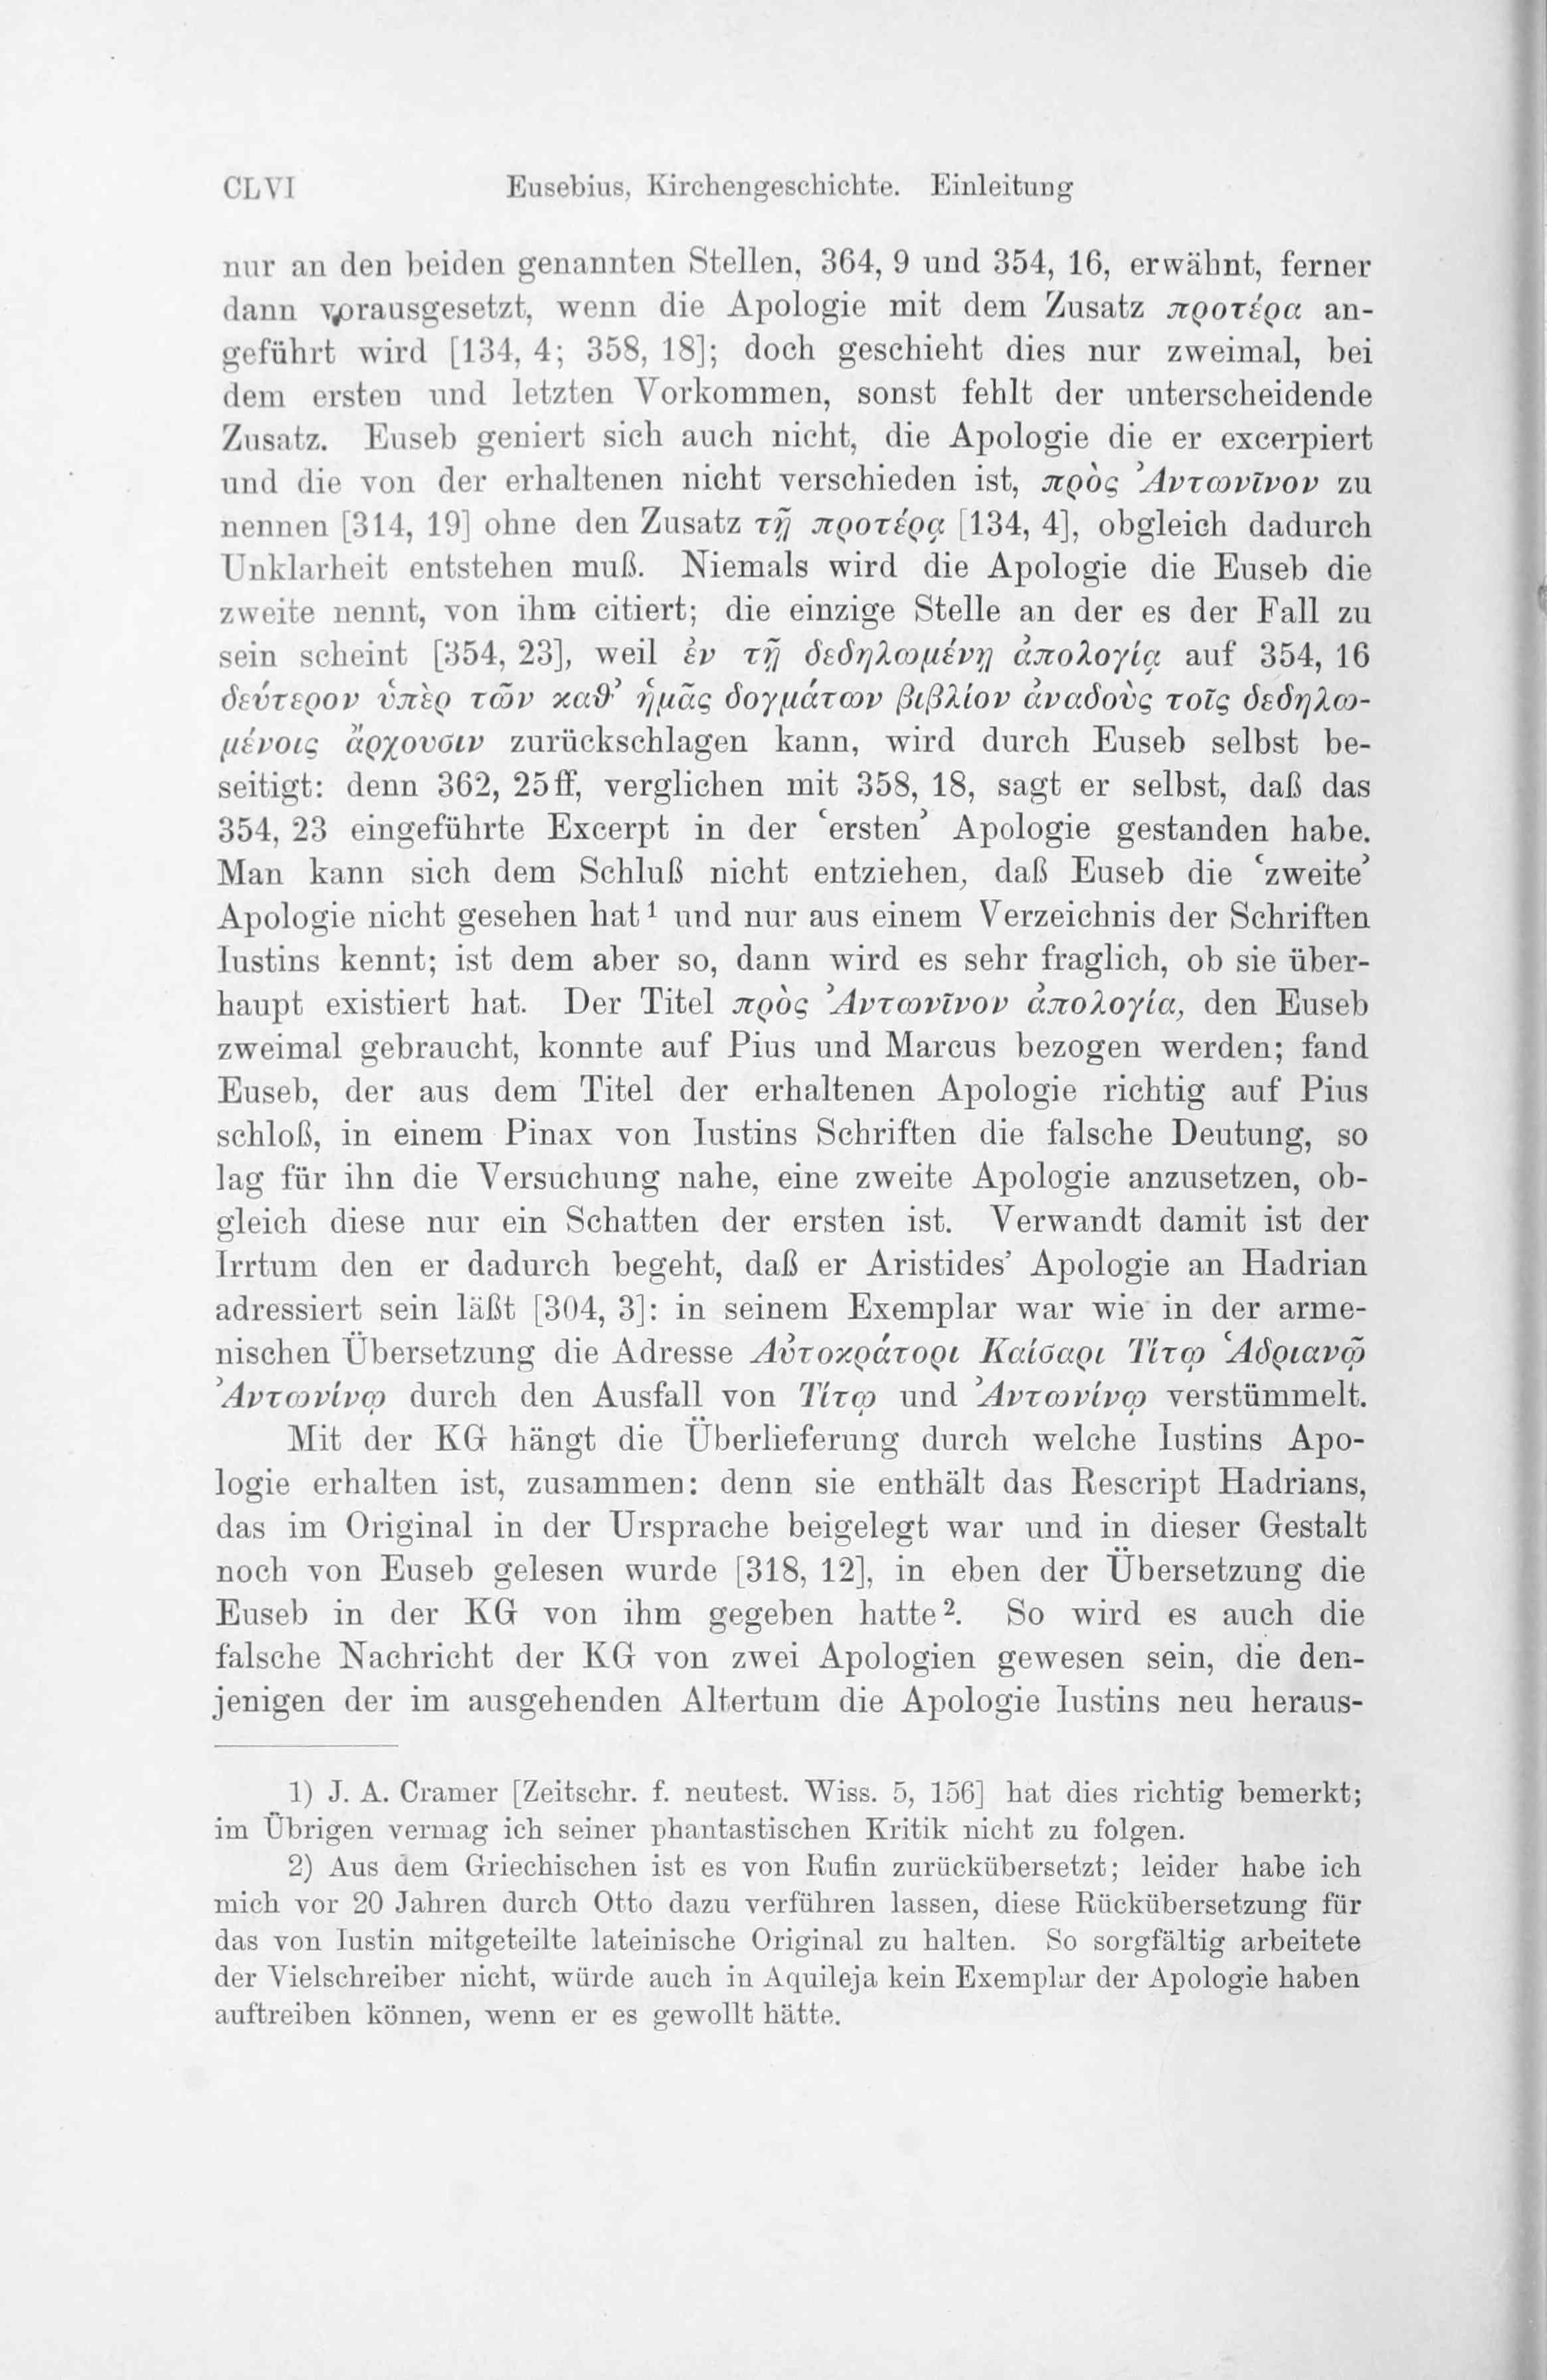 CLVI Eusebius, Kirchengeschichte. Einleitung
nur an den beiden genannten Stellen, 364, 9 und 354, 16, erwähnt, ferner
dann vorausgesetzt, wenn die Apologie mit dem Zusatz προτέρα an-
geführt wird [134, 4; 358, 18]; doch geschieht dies nur zweimal, bei
dem ersten und letzten Vorkommen, sonst fehlt der unterscheidende
Zusatz. Euseb geniert sich auch nicht, die Apologie die er excerpiert
und die von der erhaltenen nicht verschieden ist, πρὸς Ἀντωνῖνον zu
nennen [314, 19] ohne den Zusatz τῇ προτέρᾳ [134, 4], obgleich dadurch
Unklarheit entstehen muß. Niemals wird die Apologie die Euseb die
zweite nennt, von ihm citiert; die einzige Stelle an der es der Fall zu
sein scheint [354, 23], weil ἐν τῇ δεδηλωμένῃ ἀπολογίᾳ auf 354, 16
δεύτερον ὑπὲρ τῶν καθ' ἡμᾶς δογμάτων βιβλίον ἀναδοὺς τοῖς δεδηλω-
μένοις ἄρχουσιν zurückschlagen kann, wird durch Euseb selbst be-
seitigt: denn 362, 25ff, verglichen mit 358, 18, sagt er selbst, daß das
354, 23 eingeführte Excerpt in der ‘ersten’ Apologie gestanden habe.
Man kann sich dem Schluß nicht entziehen, daß Euseb die ‘zweite’
Apologie nicht gesehen hat¹ und nur aus einem Verzeichnis der Schriften
Iustins kennt; ist dem aber so, dann wird es sehr fraglich, ob sie über-
haupt existiert hat. Der Titel πρὸς Ἀντωνῖνον ἀπολογία, den Euseb
zweimal gebraucht, konnte auf Pius und Marcus bezogen werden; fand
Euseb, der aus dem Titel der erhaltenen Apologie richtig auf Pius
schloß, in einem Pinax von Iustins Schriften die falsche Deutung, so
lag für ihn die Versuchung nahe, eine zweite Apologie anzusetzen, ob-
gleich diese nur ein Schatten der ersten ist. Verwandt damit ist der
Irrtum den er dadurch begeht, daß er Aristides' Apologie an Hadrian
adressiert sein läßt [304, 3]: in seinem Exemplar war wie in der arme-
nischen Übersetzung die Adresse Αὐτοκράτορι Καίσαρι Τίτῳ Ἁδριανῷ
Ἀντωνίνῳ durch den Ausfall von Τίτῳ und Ἀντωνίνῳ verstümmelt.
Mit der KG hängt die Überlieferung durch welche Iustins Apo-
logie erhalten ist, zusammen: denn sie enthält das Rescript Hadrians,
das im Original in der Ursprache beigelegt war und in dieser Gestalt
noch von Euseb gelesen wurde [318, 12], in eben der Übersetzung die
Euseb in der KG von ihm gegeben hatte². So wird es auch die
falsche Nachricht der KG von zwei Apologien gewesen sein, die den-
jenigen der im ausgehenden Altertum die Apologie Iustins neu heraus-
1) J. A. Cramer [Zeitschr. f. neutest. Wiss. 5, 156] hat dies richtig bemerkt;
im Übrigen vermag ich seiner phantastischen Kritik nicht zu folgen.
2) Aus dem Griechischen ist es von Rufin zurückübersetzt; leider habe ich
mich vor 20 Jahren durch Otto dazu verführen lassen, diese Rückübersetzung für
das von Iustin mitgeteilte lateinische Original zu halten. So sorgfältig arbeitete
der Vielschreiber nicht, würde auch in Aquileja kein Exemplar der Apologie haben
auftreiben können, wenn er es gewollt hätte.